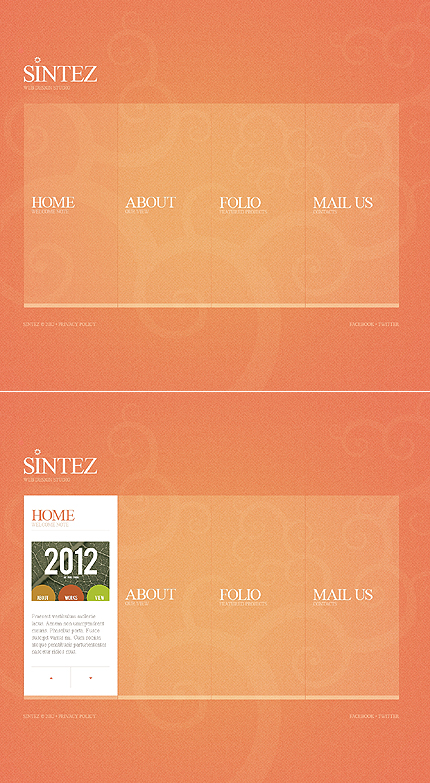 SINTEZ
WEB DESIGN STUDIO
HOME
WELCOME NOTE
ABOUT
OUR VIEW
FOLIO
FEATURED PROJECTS
MAIL US
CONTACTS
SINTEZ © 2012 • PRIVACY POLICY
FACEBOOK • TWITTER
SINTEZ
WEB DESIGN STUDIO
HOME
WELCOME NOTE
2012
ABOUT
WORKS
VIEW
ABOUT
OUR VIEW
FOLIO
FEATURED PROJECTS
MAIL US
CONTACTS
SINTEZ © 2012 • PRIVACY POLICY
FACEBOOK • TWITTER